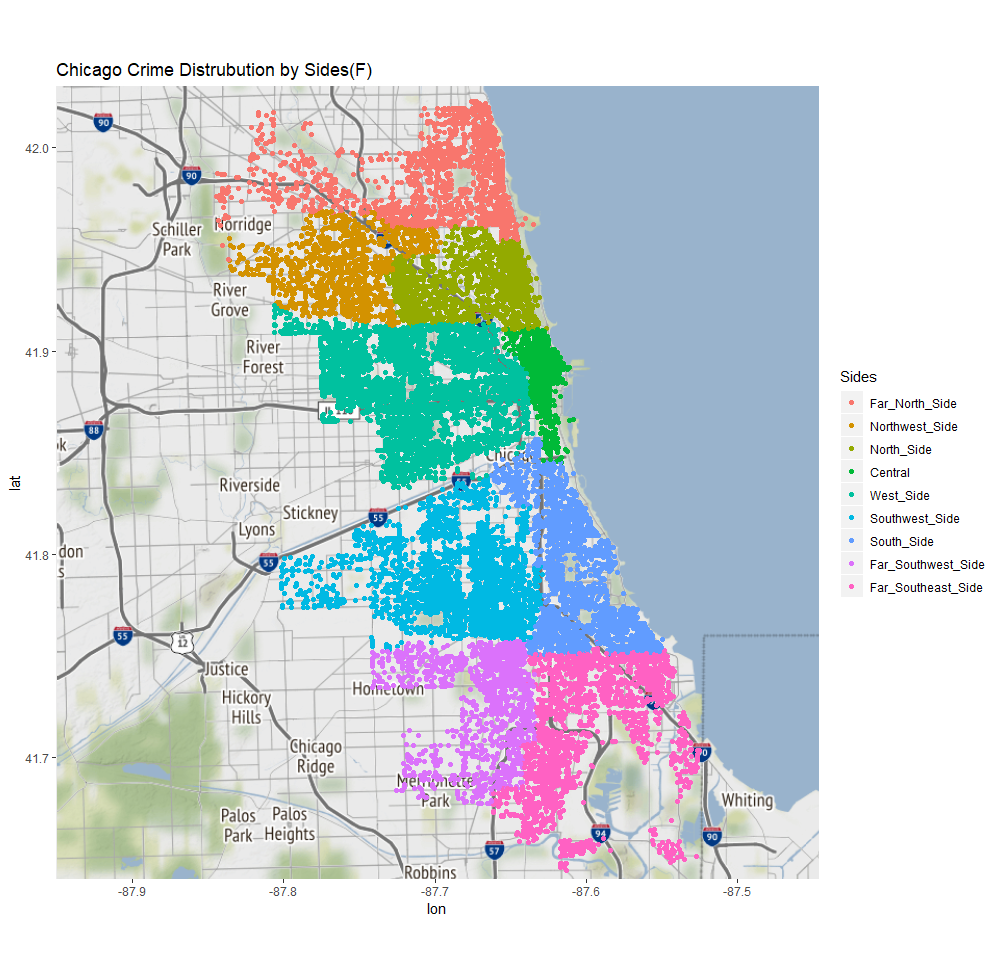 Chicago Crime Distrubution by Sides(F)
lat
42.0
41.9
41.8
41.7
90
90
Schiller
Park
Norridge
River
Grove
River
Forest
88
Riverside
Stickney
Lyons
55
55
55
12
don
s
Justice
Hickory
Hills
Hometown
Chicago
Ridge
Merrionette
Park
Palos
Park
Palos
Heights
Robbins
57
94
90
90
Whiting
-87.9
-87.8
-87.7
-87.6
-87.5
lon
Sides
Far_North_Side
Northwest_Side
North_Side
Central
West_Side
Southwest_Side
South_Side
Far_Southwest_Side
Far_Southeast_Side